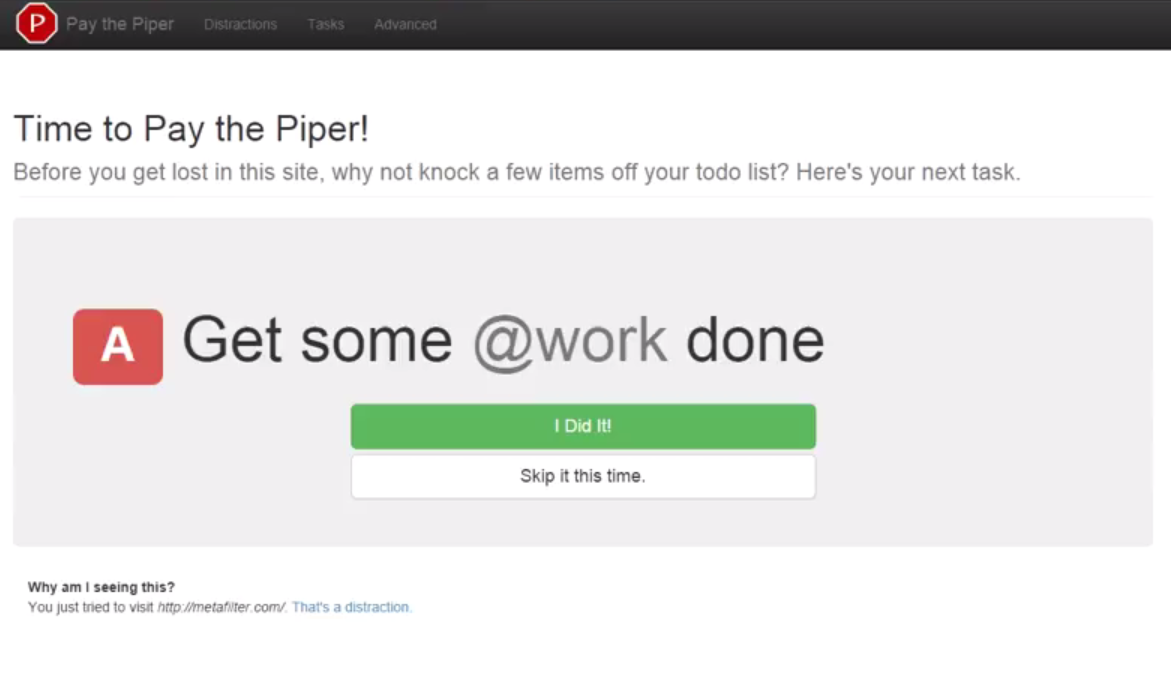 P Pay the Piper Distractions Tasks Advanced
Time to Pay the Piper!
Before you get lost in this site, why not knock a few items off your todo list? Here's your next task.
A Get some @work done
I Did It!
Skip it this time.
Why am I seeing this?
You just tried to visit http://metafilter.com/. That's a distraction.